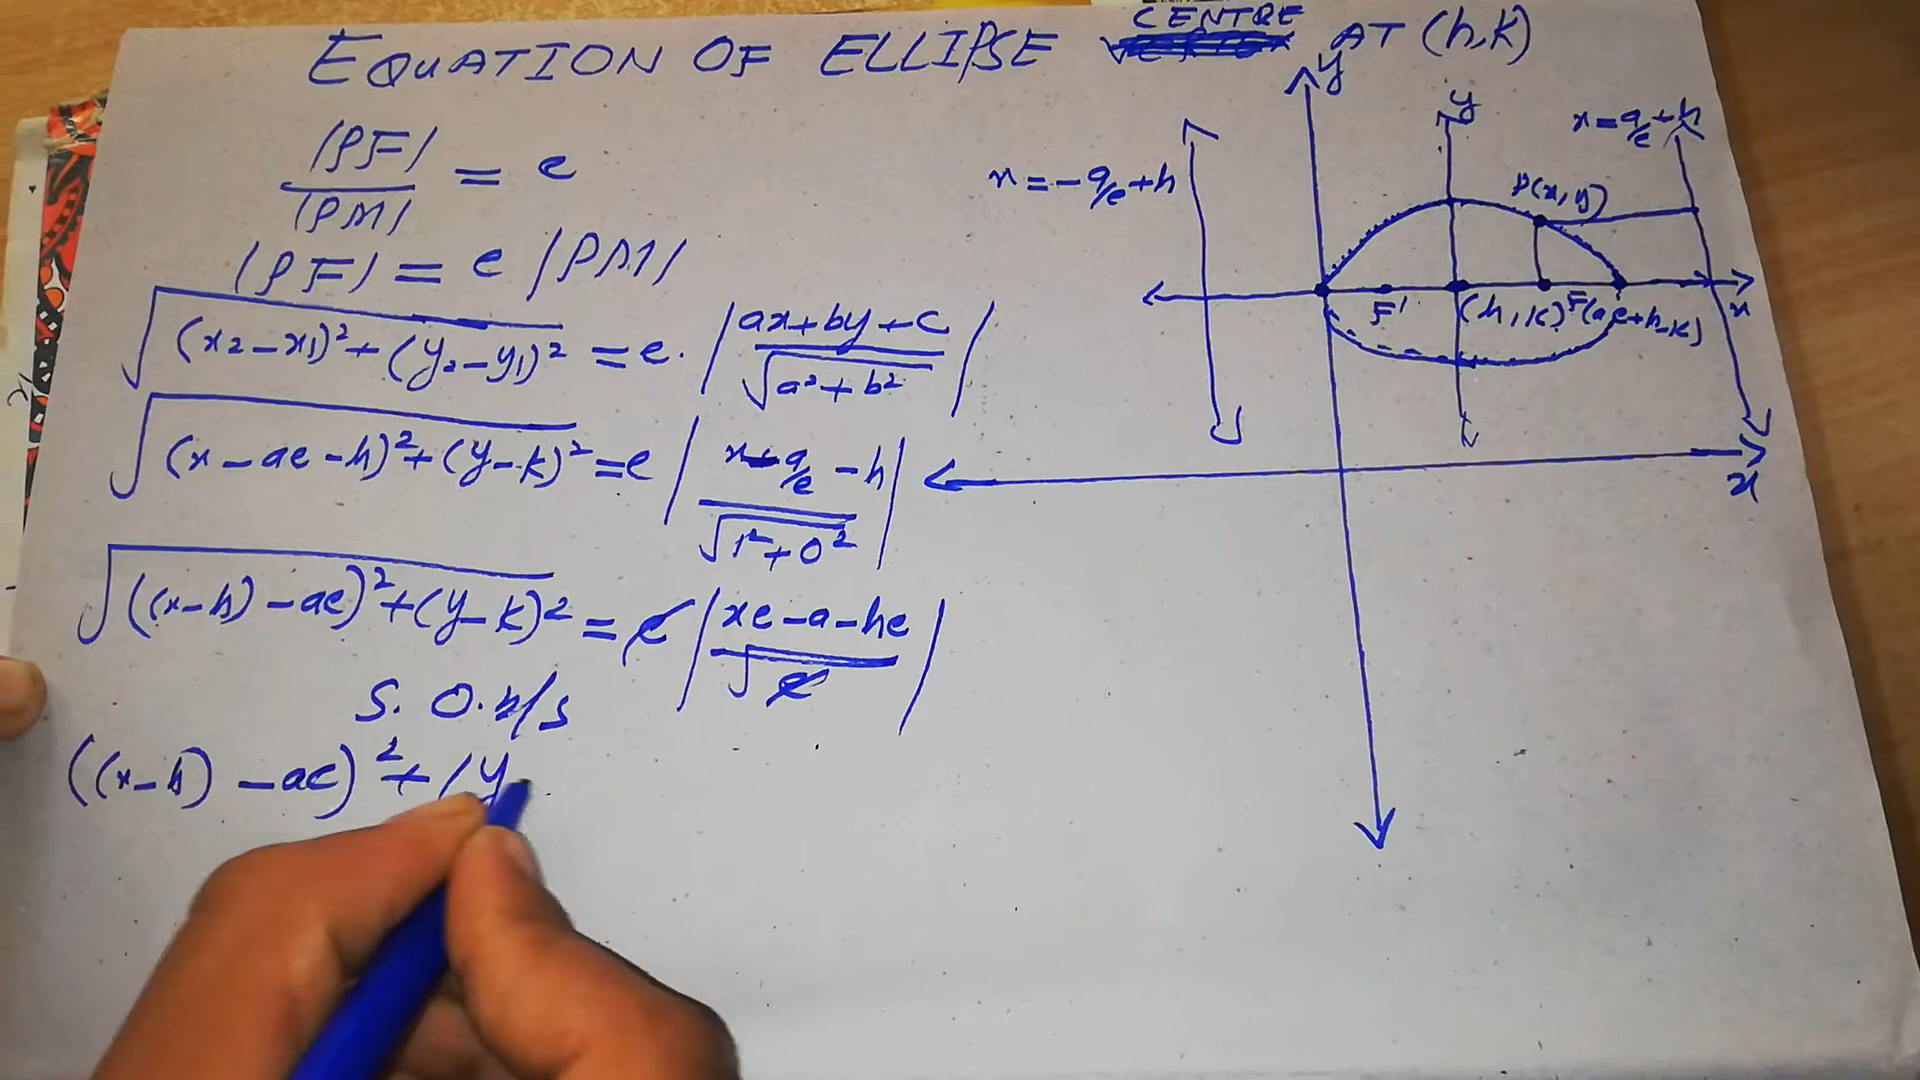 EQUATION OF ELLIPSE CENTRE AT (h,k)
|PF| / |PM| = e
|PF| = e |PM|
√(x₂-x₁)²+(y₂-y₁)² = e. |ax+by+c / √a²+b²|
√(x-ae-h)²+(y-k)² = e |x-a/e-h / √1²+0²|
√((x-h)-ae)²+(y-k)² = e |xe-a-he / √e|
S. O. b/s
((x-h)-ae)²+(y
y
y
x=a/e+h
x=-a/e+h
P(x,y)
F'
(h,k)
F(ae+h,k)
x
x